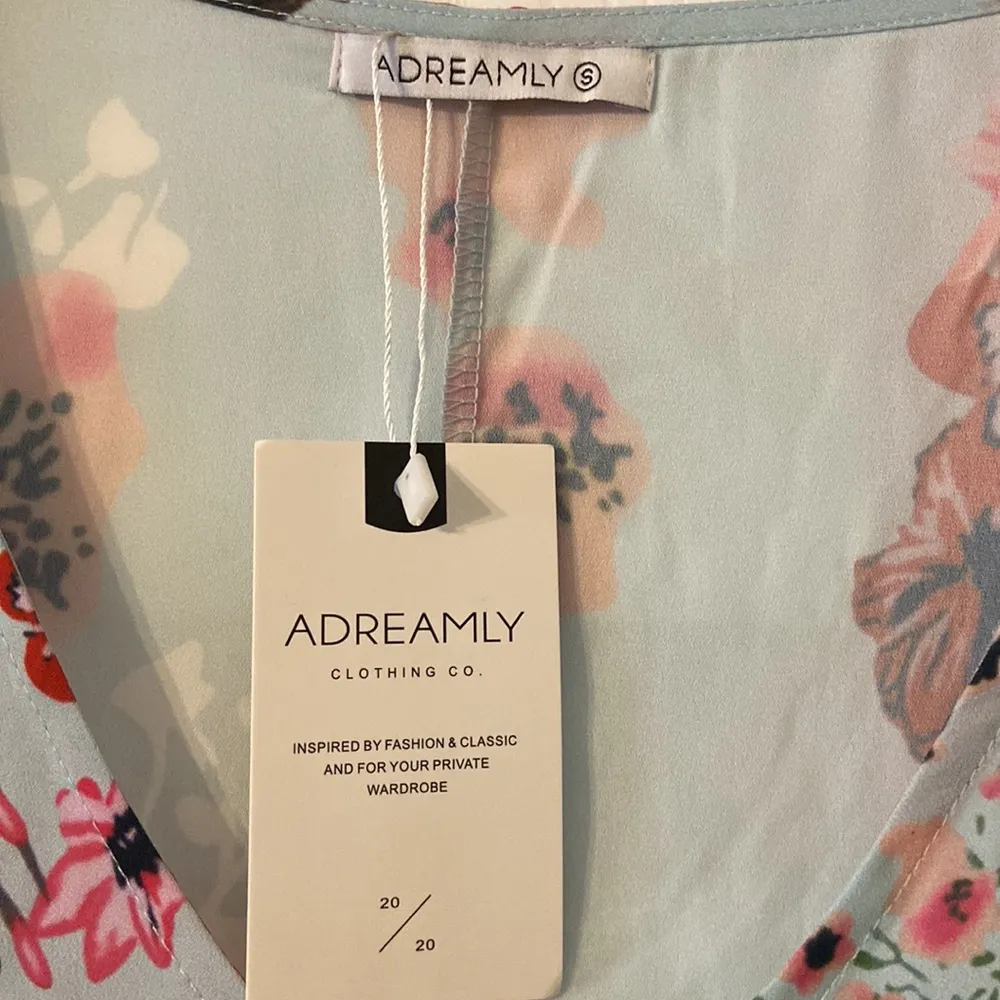 ADREAMLY Ⓢ
ADREAMLY
CLOTHING CO.
INSPIRED BY FASHION & CLASSIC
AND FOR YOUR PRIVATE
WARDROBE
20
20